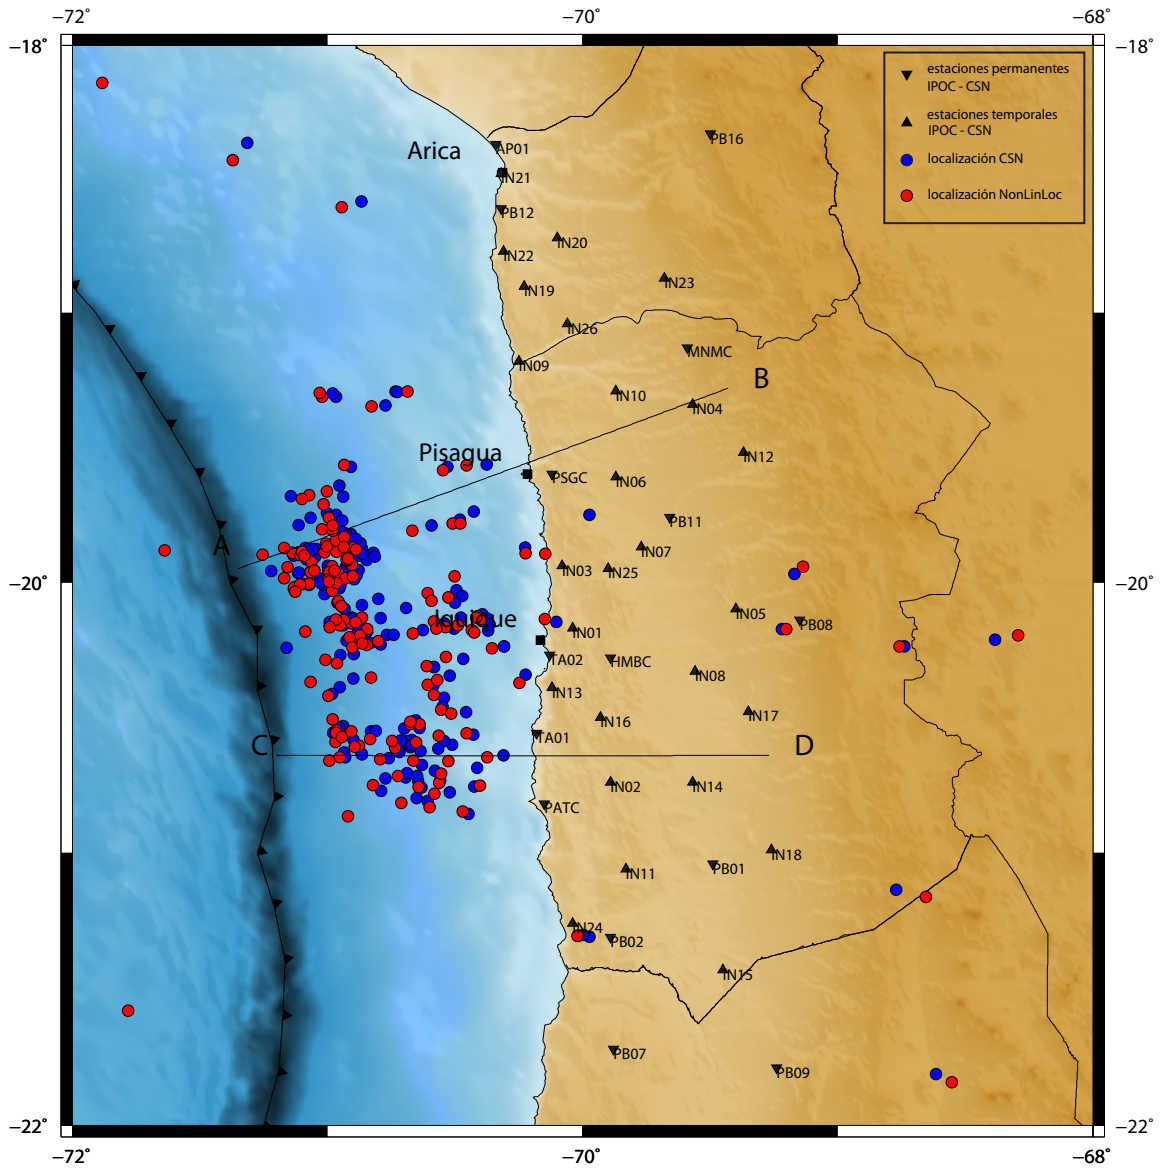 −72°
−70°
−68°
−18°
−18°
estaciones permanentes
IPOC - CSN
estaciones temporales
IPOC - CSN
localización CSN
localización NonLinLoc
PB16
Arica
AP01
IN21
PB12
IN20
IN22
IN23
IN19
IN26
MNMC
IN09
B
IN10
IN04
Pisagua
IN12
PSGC
IN06
PB11
A
IN07
IN03
IN25
−20°
−20°
IN05
Iquique
PB08
IN01
TA02
HMBC
IN08
IN13
IN17
IN16
TA01
C
D
IN02
IN14
PATC
IN18
IN11
PB01
IN24
PB02
IN15
PB07
PB09
−22°
−22°
−72°
−70°
−68°